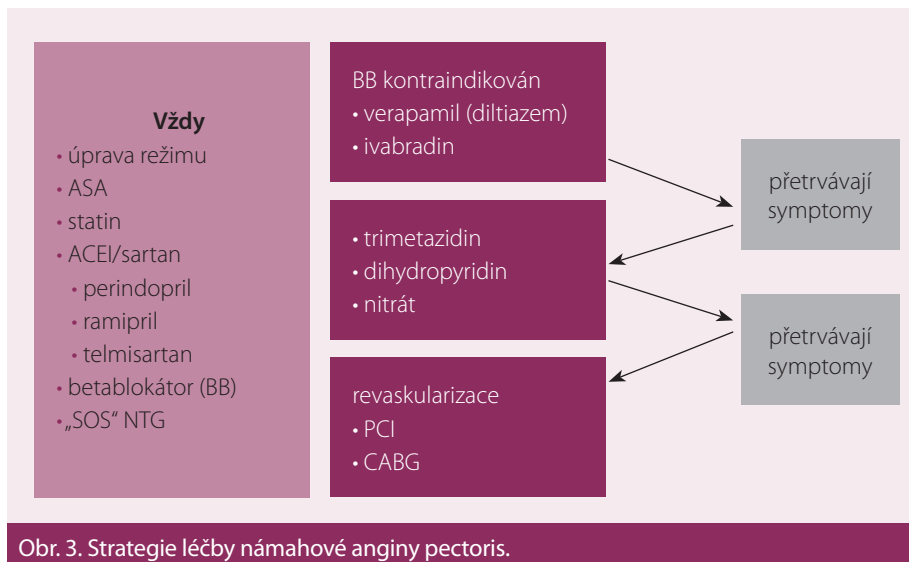 Vždy
• úprava režimu
• ASA
• statin
• ACEI/sartan
• perindopril
• ramipril
• telmisartan
• betablokátor (BB)
• „SOS“ NTG
BB kontraindikován
• verapamil (diltiazem)
• ivabradin
přetrvávají
symptomy
• trimetazidin
• dihydropyridin
• nitrát
přetrvávají
symptomy
revaskularizace
• PCI
• CABG
Obr. 3. Strategie léčby námahové anginy pectoris.